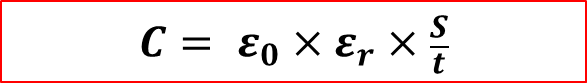 C = ε₀ × εᵣ × S/t